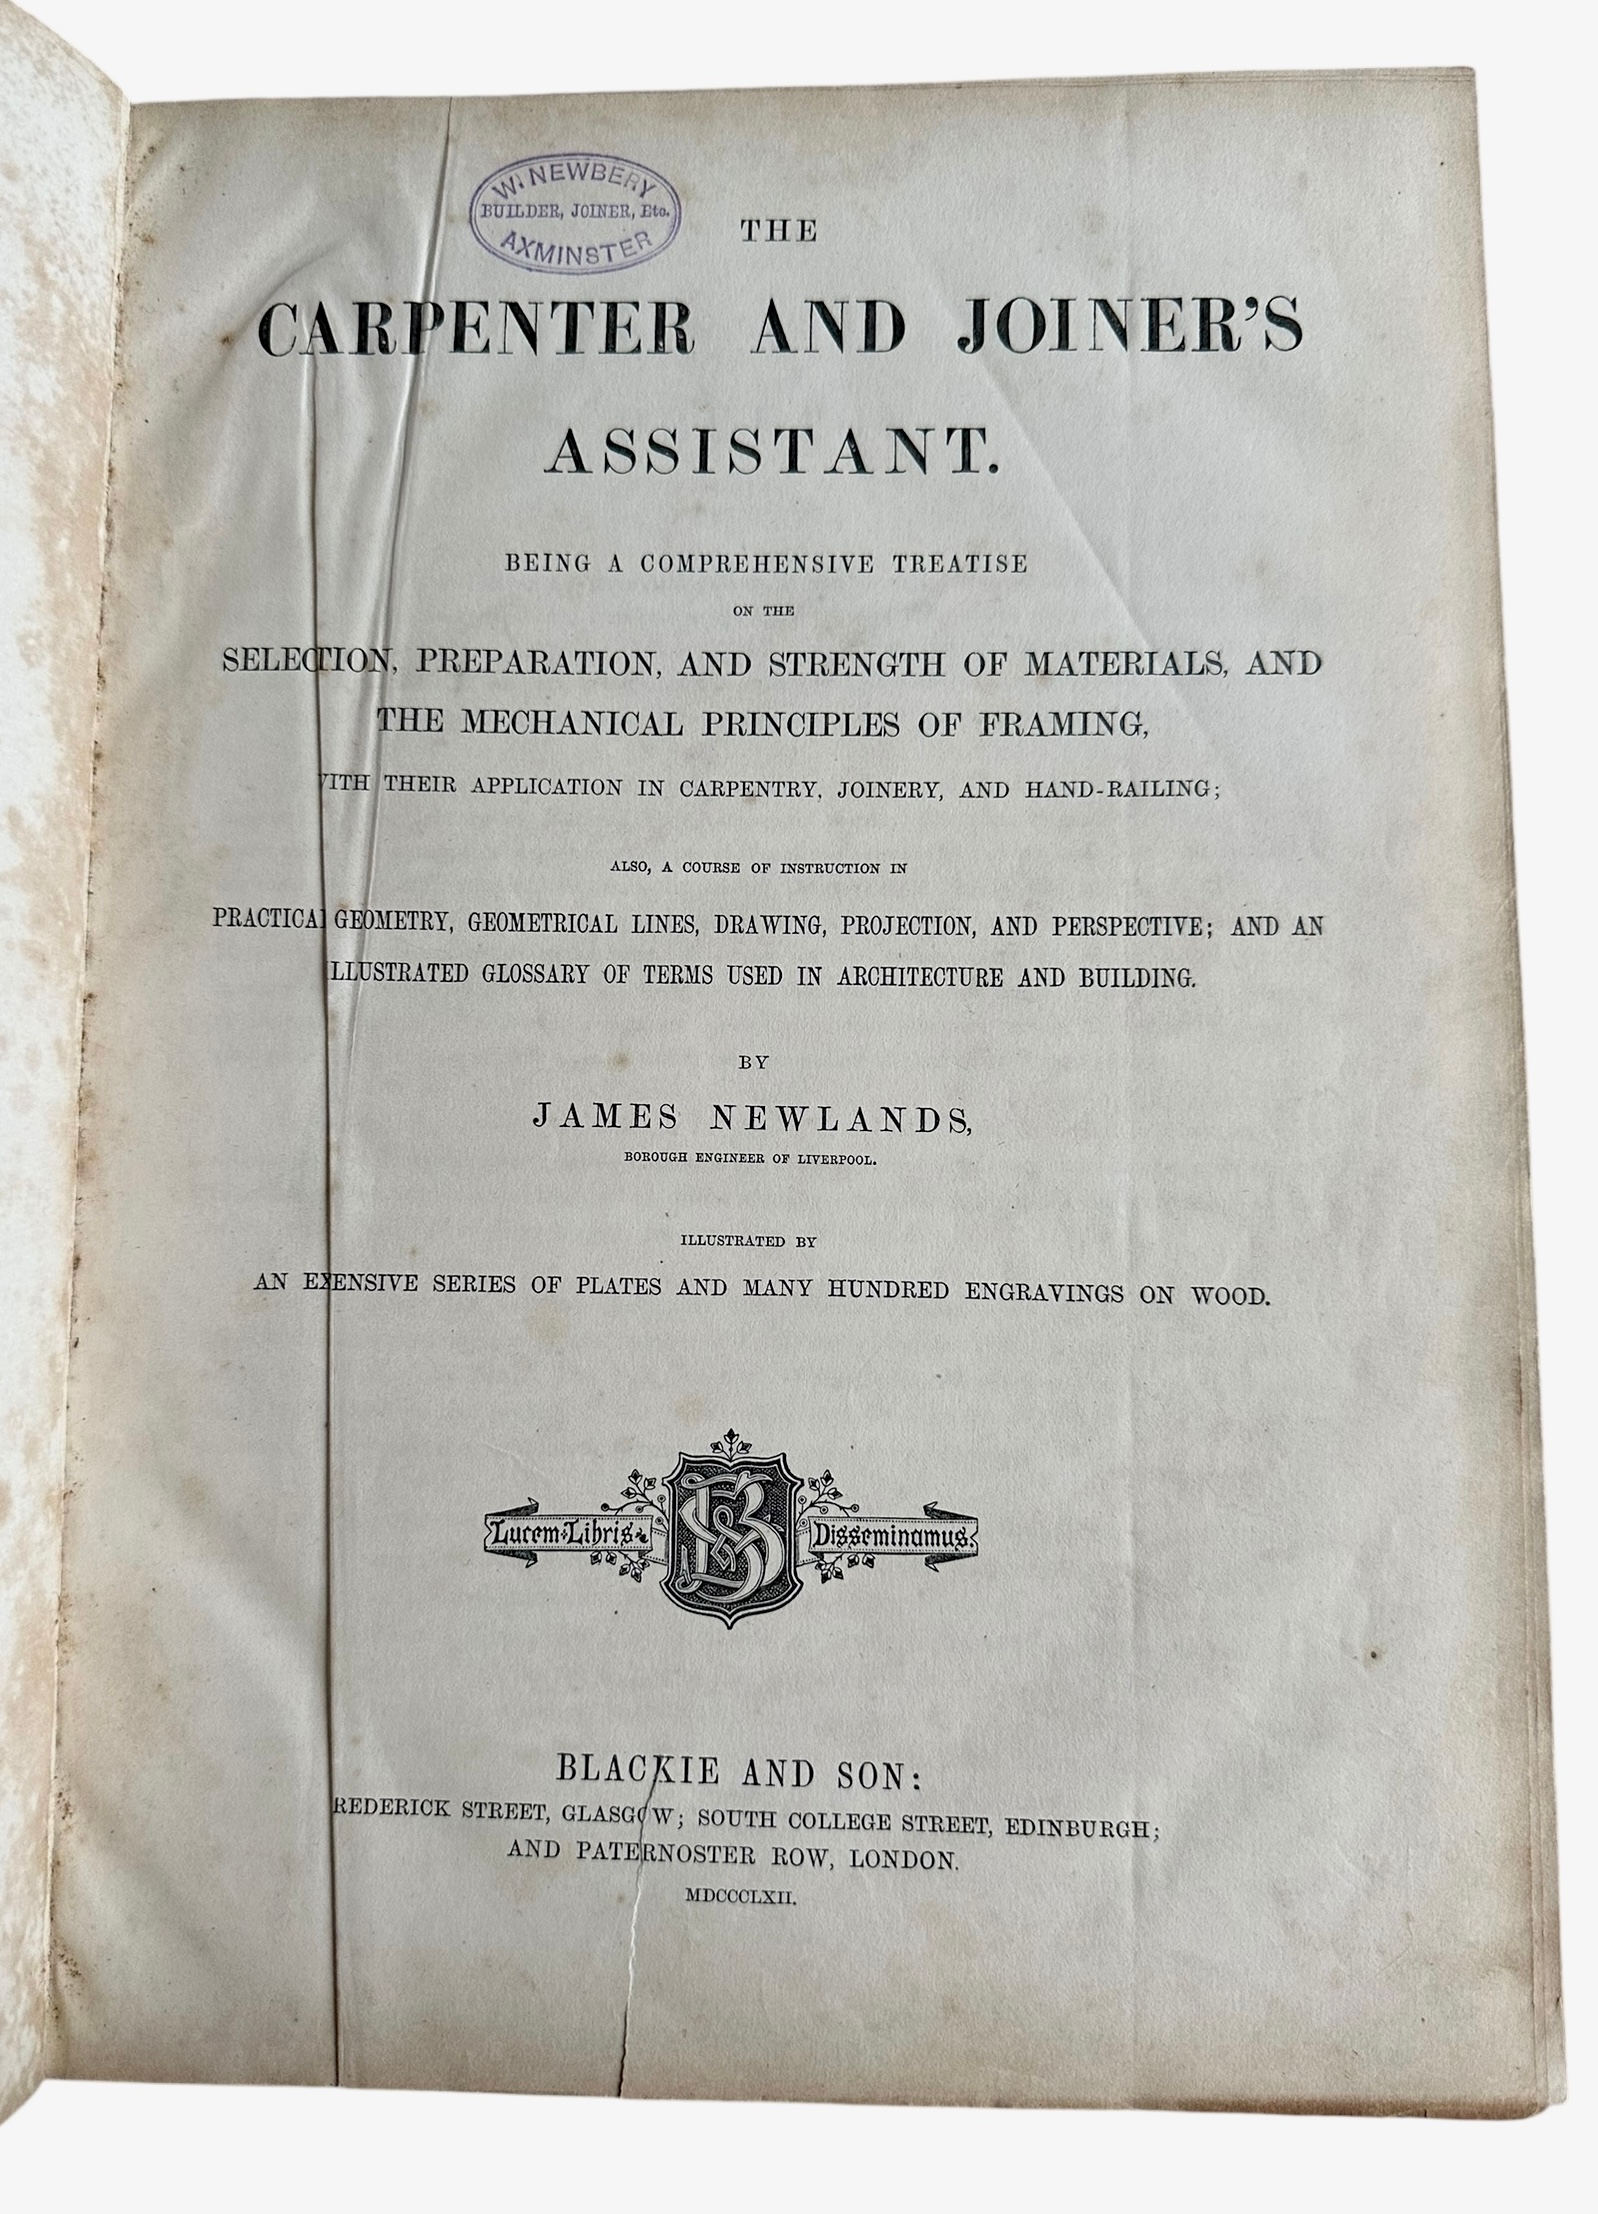 W. NEWBERY
BUILDER, JOINER, Etc.
AXMINSTER
THE
CARPENTER AND JOINER'S
ASSISTANT.
BEING A COMPREHENSIVE TREATISE
ON THE
SELECTION, PREPARATION, AND STRENGTH OF MATERIALS, AND
THE MECHANICAL PRINCIPLES OF FRAMING,
WITH THEIR APPLICATION IN CARPENTRY, JOINERY, AND HAND-RAILING;
ALSO, A COURSE OF INSTRUCTION IN
PRACTICAL GEOMETRY, GEOMETRICAL LINES, DRAWING, PROJECTION, AND PERSPECTIVE; AND AN
ILLUSTRATED GLOSSARY OF TERMS USED IN ARCHITECTURE AND BUILDING.
BY
JAMES NEWLANDS,
BOROUGH ENGINEER OF LIVERPOOL.
ILLUSTRATED BY
AN EXENSIVE SERIES OF PLATES AND MANY HUNDRED ENGRAVINGS ON WOOD.
Lucem Libris BS Disseminamus.
BLACKIE AND SON:
REDERICK STREET, GLASGOW; SOUTH COLLEGE STREET, EDINBURGH;
AND PATERNOSTER ROW, LONDON.
MDCCCLXII.